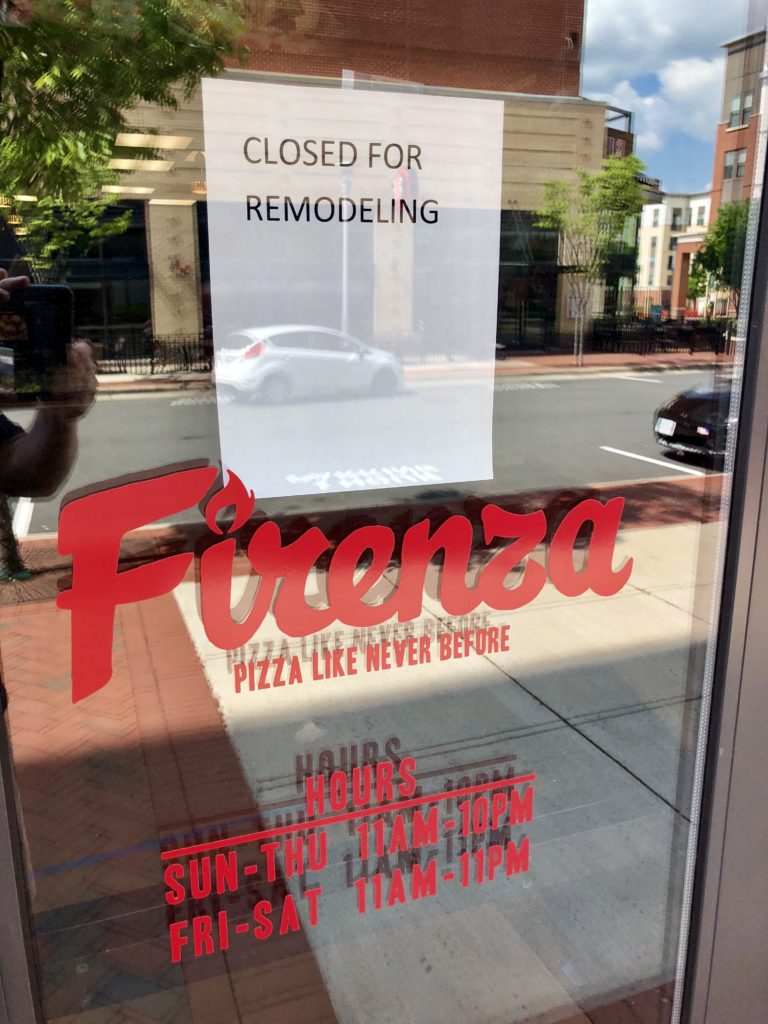 CLOSED FOR
REMODELING
Firenza
PIZZA LIKE NEVER BEFORE
HOURS
SUN-THU 11AM-10PM
FRI-SAT 11AM-11PM